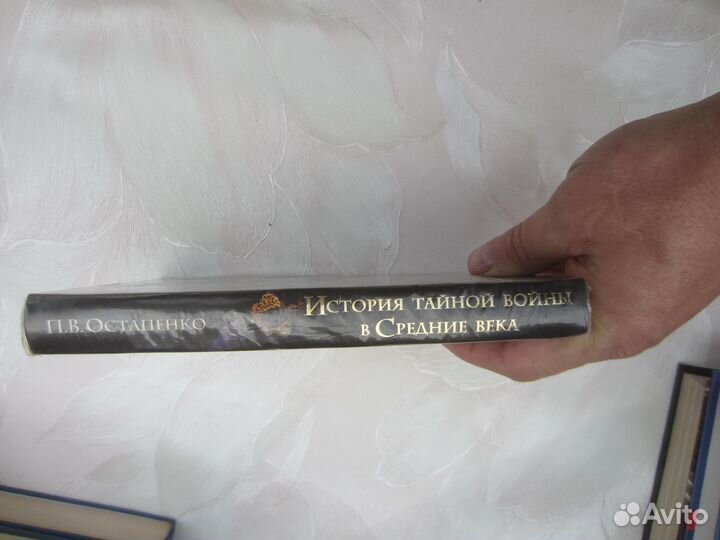 П.В. Остапенко
История тайной войны
в Средние века
Avito